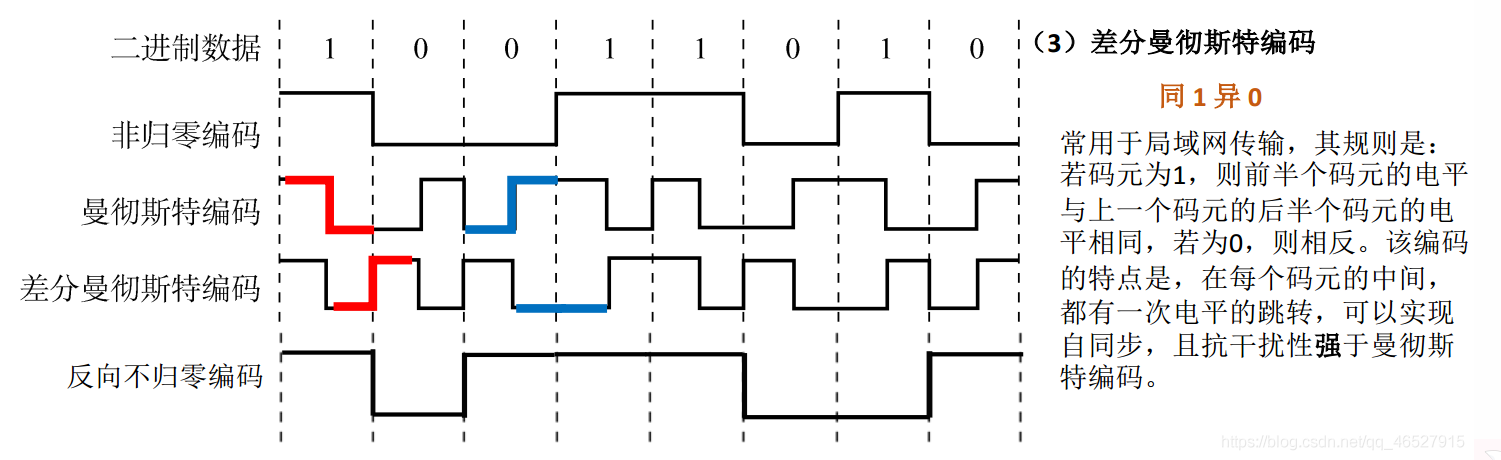 二进制数据 1 0 0 1 1 0 1 0
非归零编码
曼彻斯特编码
差分曼彻斯特编码
反向不归零编码
（3）差分曼彻斯特编码
同 1 异 0
常用于局域网传输，其规则是：
若码元为1，则前半个码元的电平
与上一个码元的后半个码元的电
平相同，若为0，则相反。该编码
的特点是，在每个码元的中间，
都有一次电平的跳转，可以实现
自同步，且抗干扰性强于曼彻斯
特编码。
https://blog.csdn.net/qq_46527915